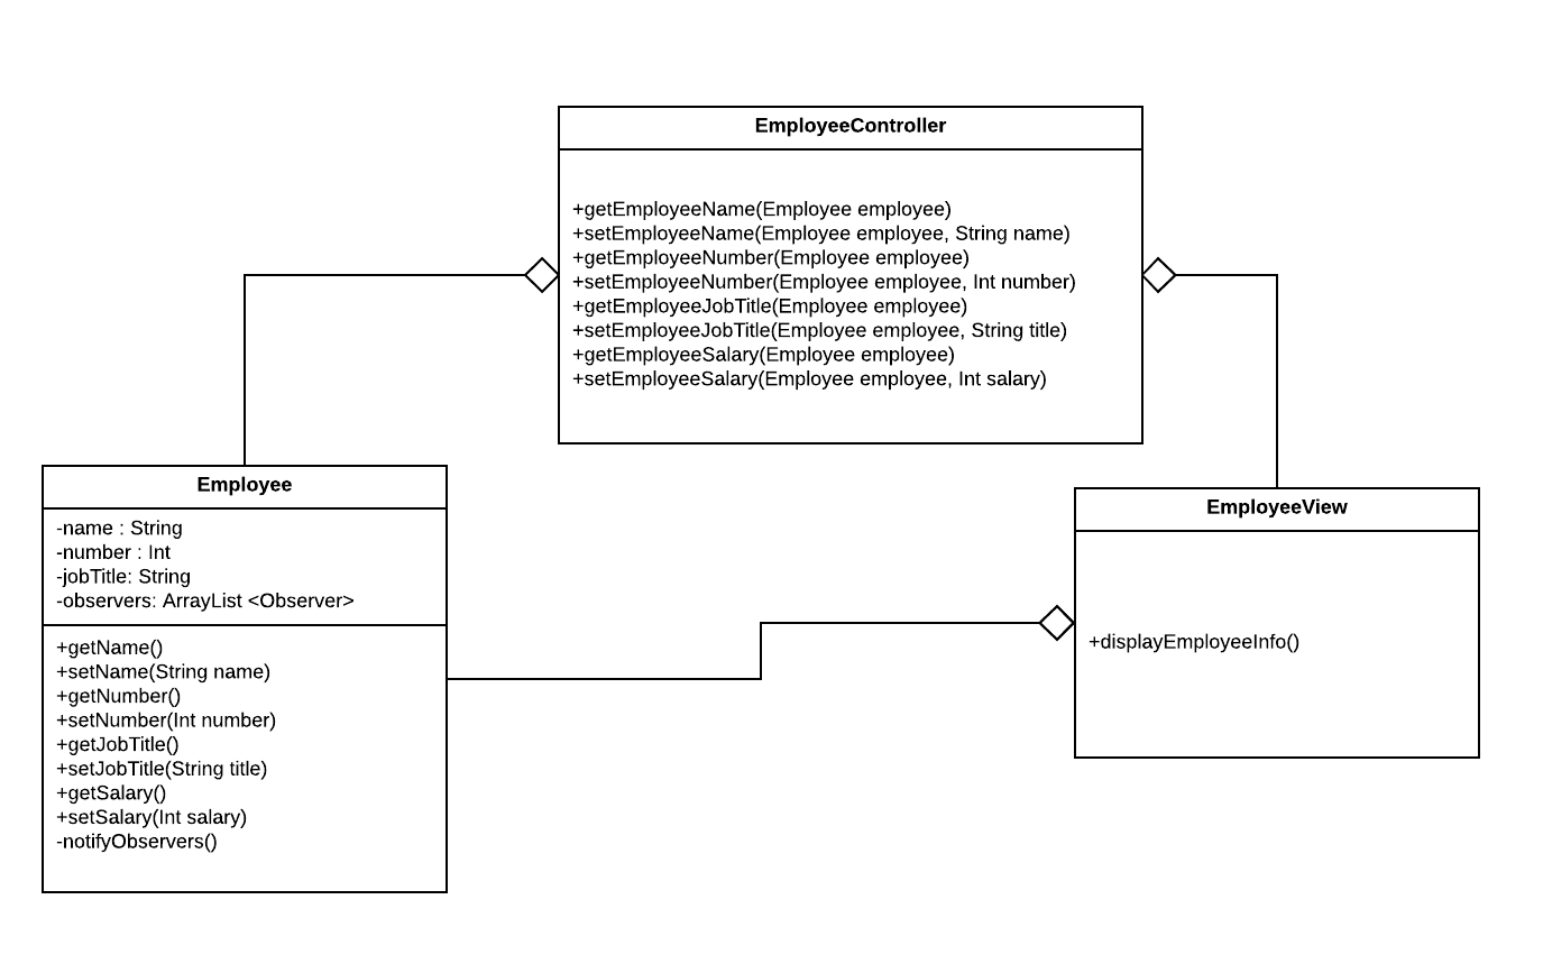 EmployeeController
+getEmployeeName(Employee employee)
+setEmployeeName(Employee employee, String name)
+getEmployeeNumber(Employee employee)
+setEmployeeNumber(Employee employee, Int number)
+getEmployeeJobTitle(Employee employee)
+setEmployeeJobTitle(Employee employee, String title)
+getEmployeeSalary(Employee employee)
+setEmployeeSalary(Employee employee, Int salary)
Employee
-name : String
-number : Int
-jobTitle: String
-observers: ArrayList <Observer>
+getName()
+setName(String name)
+getNumber()
+setNumber(Int number)
+getJobTitle()
+setJobTitle(String title)
+getSalary()
+setSalary(Int salary)
-notifyObservers()
EmployeeView
+displayEmployeeInfo()